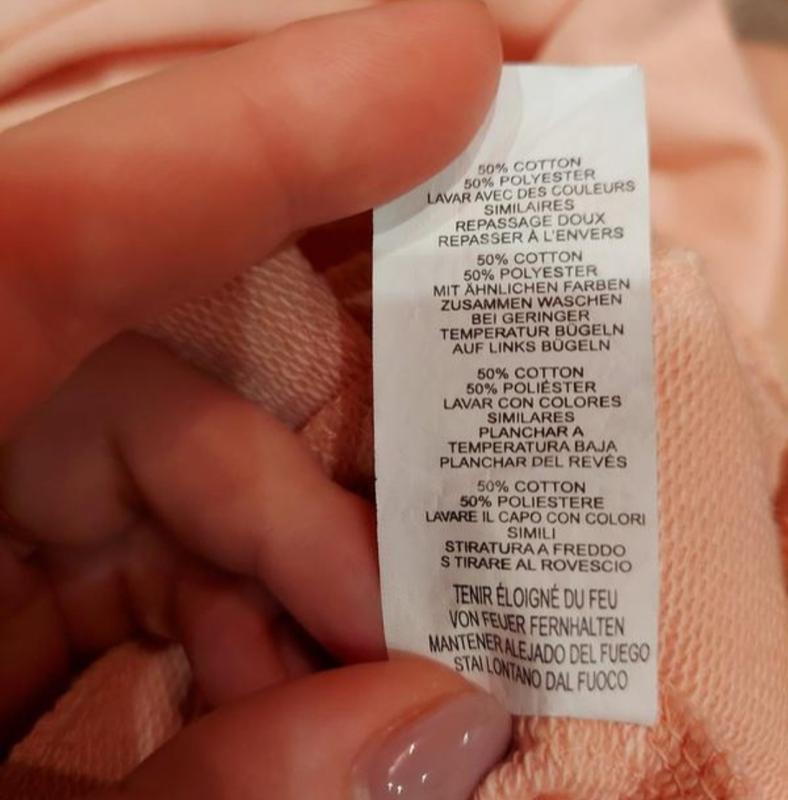 50% COTTON
50% POLYESTER
LAVAR AVEC DES COULEURS
SIMILAIRES
REPASSAGE DOUX
REPASSER À L'ENVERS
50% COTTON
50% POLYESTER
MIT ÄHNLICHEN FARBEN
ZUSAMMEN WASCHEN
BEI GERINGER
TEMPERATUR BÜGELN
AUF LINKS BÜGELN
50% COTTON
50% POLIÉSTER
LAVAR CON COLORES
SIMILARES
PLANCHAR A
TEMPERATURA BAJA
PLANCHAR DEL REVÉS
50% COTTON
50% POLIESTERE
LAVARE IL CAPO CON COLORI
SIMILI
STIRATURA A FREDDO
S TIRARE AL ROVESCIO
TENIR ÉLOIGNÉ DU FEU
VON FEUER FERNHALTEN
MANTENER ALEJADO DEL FUEGO
STAI LONTANO DAL FUOCO